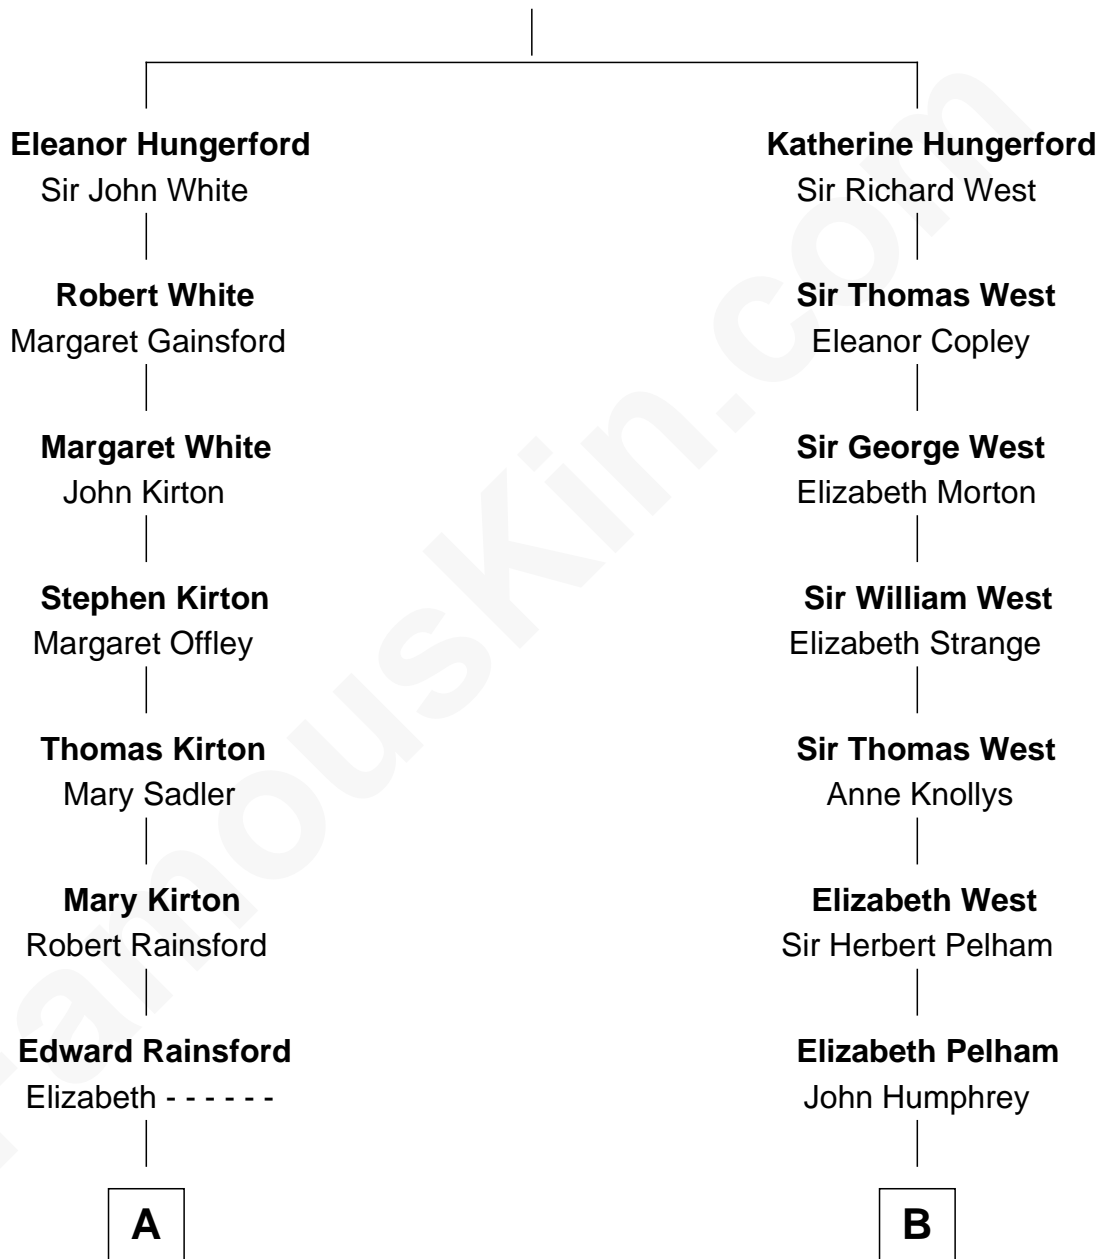 Eleanor Hungerford
Sir John White
Robert White
Margaret Gainsford
Margaret White
John Kirton
Stephen Kirton
Margaret Offley
Thomas Kirton
Mary Sadler
Mary Kirton
Robert Rainsford
Edward Rainsford
Elizabeth - - - - - -
A
Katherine Hungerford
Sir Richard West
Sir Thomas West
Eleanor Copley
Sir George West
Elizabeth Morton
Sir William West
Elizabeth Strange
Sir Thomas West
Anne Knollys
Elizabeth West
Sir Herbert Pelham
Elizabeth Pelham
John Humphrey
B
FamousKin.com